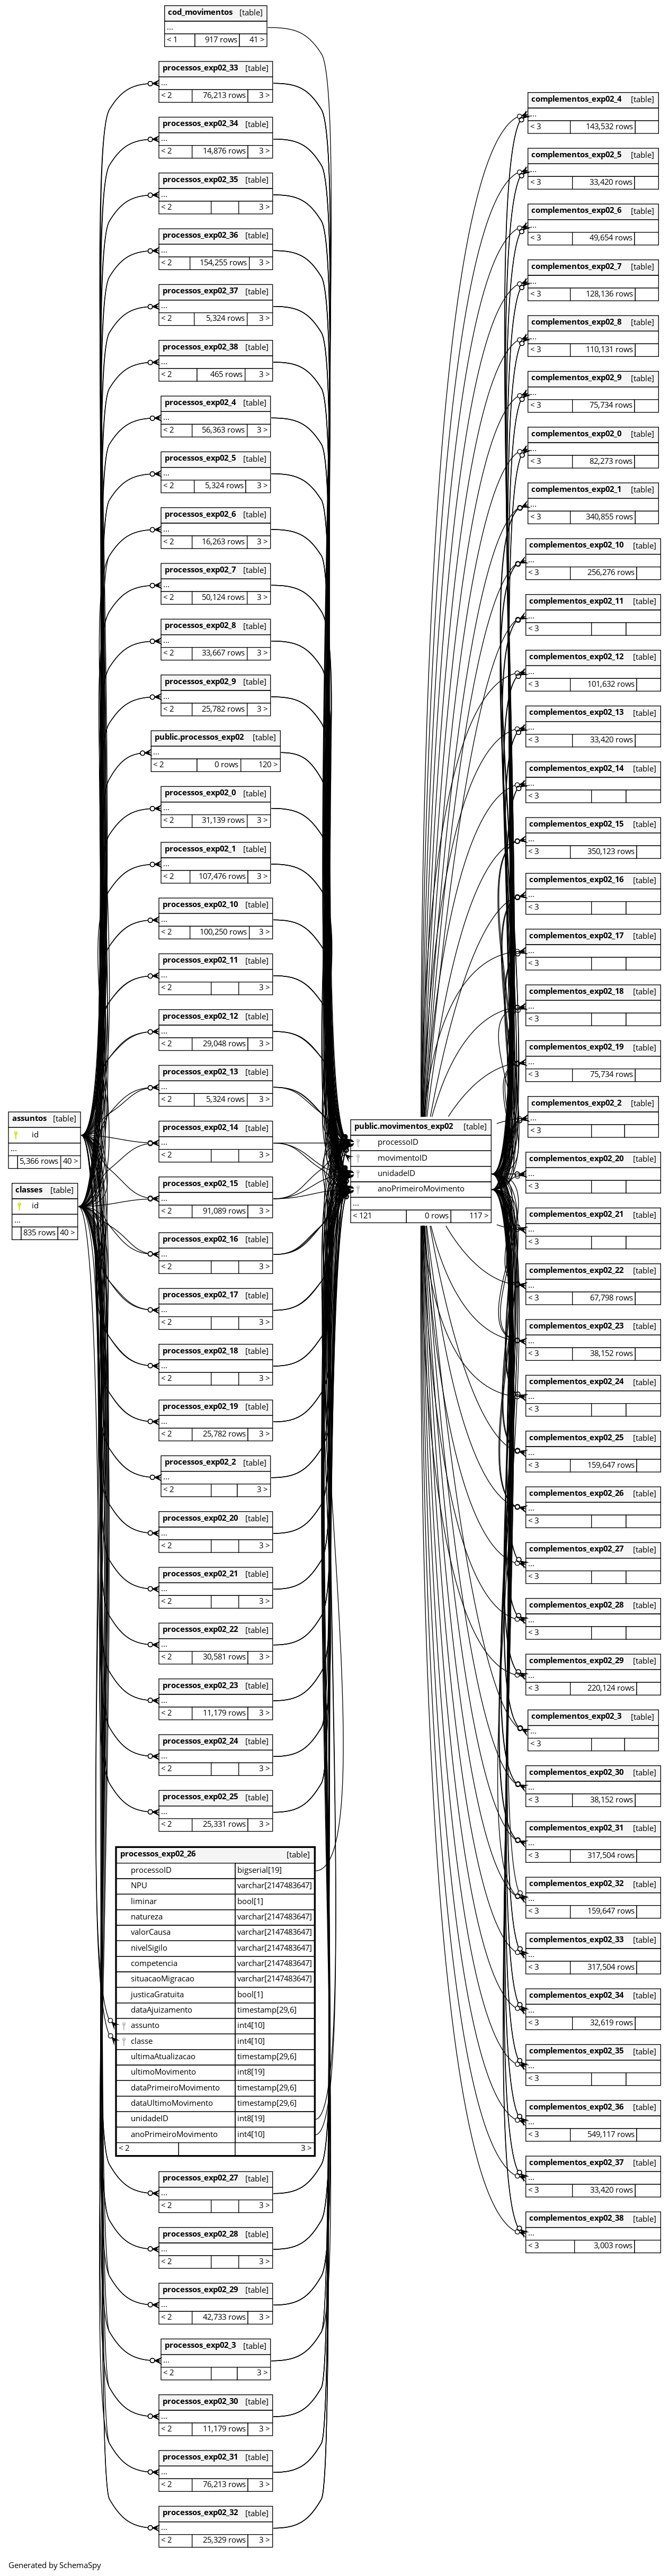 cod_movimentos [table]
...
< 1 917 rows 41 >
processos_exp02_33 [table]
...
< 2 76,213 rows 3 >
processos_exp02_34 [table]
...
< 2 14,876 rows 3 >
processos_exp02_35 [table]
...
< 2 3 >
processos_exp02_36 [table]
...
< 2 154,255 rows 3 >
processos_exp02_37 [table]
...
< 2 5,324 rows 3 >
processos_exp02_38 [table]
...
< 2 465 rows 3 >
processos_exp02_4 [table]
...
< 2 56,363 rows 3 >
processos_exp02_5 [table]
...
< 2 5,324 rows 3 >
processos_exp02_6 [table]
...
< 2 16,263 rows 3 >
processos_exp02_7 [table]
...
< 2 50,124 rows 3 >
processos_exp02_8 [table]
...
< 2 33,667 rows 3 >
processos_exp02_9 [table]
...
< 2 25,782 rows 3 >
public.processos_exp02 [table]
...
< 2 0 rows 120 >
processos_exp02_0 [table]
...
< 2 31,139 rows 3 >
processos_exp02_1 [table]
...
< 2 107,476 rows 3 >
processos_exp02_10 [table]
...
< 2 100,250 rows 3 >
processos_exp02_11 [table]
...
< 2 3 >
processos_exp02_12 [table]
...
< 2 29,048 rows 3 >
processos_exp02_13 [table]
...
< 2 5,324 rows 3 >
processos_exp02_14 [table]
...
< 2 3 >
processos_exp02_15 [table]
...
< 2 91,089 rows 3 >
processos_exp02_16 [table]
...
< 2 3 >
processos_exp02_17 [table]
...
< 2 3 >
processos_exp02_18 [table]
...
< 2 3 >
processos_exp02_19 [table]
...
< 2 25,782 rows 3 >
processos_exp02_2 [table]
...
< 2 3 >
processos_exp02_20 [table]
...
< 2 3 >
processos_exp02_21 [table]
...
< 2 3 >
processos_exp02_22 [table]
...
< 2 30,581 rows 3 >
processos_exp02_23 [table]
...
< 2 11,179 rows 3 >
processos_exp02_24 [table]
...
< 2 3 >
processos_exp02_25 [table]
...
< 2 25,331 rows 3 >
processos_exp02_26 [table]
processoID bigserial[19]
NPU varchar[2147483647]
liminar bool[1]
natureza varchar[2147483647]
valorCausa varchar[2147483647]
nivelSigilo varchar[2147483647]
competencia varchar[2147483647]
situacaoMigracao varchar[2147483647]
justicaGratuita bool[1]
dataAjuizamento timestamp[29,6]
assunto int4[10]
classe int4[10]
ultimaAtualizacao timestamp[29,6]
ultimoMovimento int8[19]
dataPrimeiroMovimento timestamp[29,6]
dataUltimoMovimento timestamp[29,6]
unidadeID int8[19]
anoPrimeiroMovimento int4[10]
< 2 3 >
processos_exp02_27 [table]
...
< 2 3 >
processos_exp02_28 [table]
...
< 2 3 >
processos_exp02_29 [table]
...
< 2 42,733 rows 3 >
processos_exp02_3 [table]
...
< 2 3 >
processos_exp02_30 [table]
...
< 2 11,179 rows 3 >
processos_exp02_31 [table]
...
< 2 76,213 rows 3 >
processos_exp02_32 [table]
...
< 2 25,329 rows 3 >
assuntos [table]
id
...
5,366 rows 40 >
classes [table]
id
...
835 rows 40 >
public.movimentos_exp02 [table]
processoID
movimentoID
unidadeID
anoPrimeiroMovimento
...
< 121 0 rows 117 >
complementos_exp02_4 [table]
...
< 3 143,532 rows
complementos_exp02_5 [table]
...
< 3 33,420 rows
complementos_exp02_6 [table]
...
< 3 49,654 rows
complementos_exp02_7 [table]
...
< 3 128,136 rows
complementos_exp02_8 [table]
...
< 3 110,131 rows
complementos_exp02_9 [table]
...
< 3 75,734 rows
complementos_exp02_0 [table]
...
< 3 82,273 rows
complementos_exp02_1 [table]
...
< 3 340,855 rows
complementos_exp02_10 [table]
...
< 3 256,276 rows
complementos_exp02_11 [table]
...
< 3
complementos_exp02_12 [table]
...
< 3 101,632 rows
complementos_exp02_13 [table]
...
< 3 33,420 rows
complementos_exp02_14 [table]
...
< 3
complementos_exp02_15 [table]
...
< 3 350,123 rows
complementos_exp02_16 [table]
...
< 3
complementos_exp02_17 [table]
...
< 3
complementos_exp02_18 [table]
...
< 3
complementos_exp02_19 [table]
...
< 3 75,734 rows
complementos_exp02_2 [table]
...
< 3
complementos_exp02_20 [table]
...
< 3
complementos_exp02_21 [table]
...
< 3
complementos_exp02_22 [table]
...
< 3 67,798 rows
complementos_exp02_23 [table]
...
< 3 38,152 rows
complementos_exp02_24 [table]
...
< 3
complementos_exp02_25 [table]
...
< 3 159,647 rows
complementos_exp02_26 [table]
...
< 3
complementos_exp02_27 [table]
...
< 3
complementos_exp02_28 [table]
...
< 3
complementos_exp02_29 [table]
...
< 3 220,124 rows
complementos_exp02_3 [table]
...
< 3
complementos_exp02_30 [table]
...
< 3 38,152 rows
complementos_exp02_31 [table]
...
< 3 317,504 rows
complementos_exp02_32 [table]
...
< 3 159,647 rows
complementos_exp02_33 [table]
...
< 3 317,504 rows
complementos_exp02_34 [table]
...
< 3 32,619 rows
complementos_exp02_35 [table]
...
< 3
complementos_exp02_36 [table]
...
< 3 549,117 rows
complementos_exp02_37 [table]
...
< 3 33,420 rows
complementos_exp02_38 [table]
...
< 3 3,003 rows
Generated by SchemaSpy